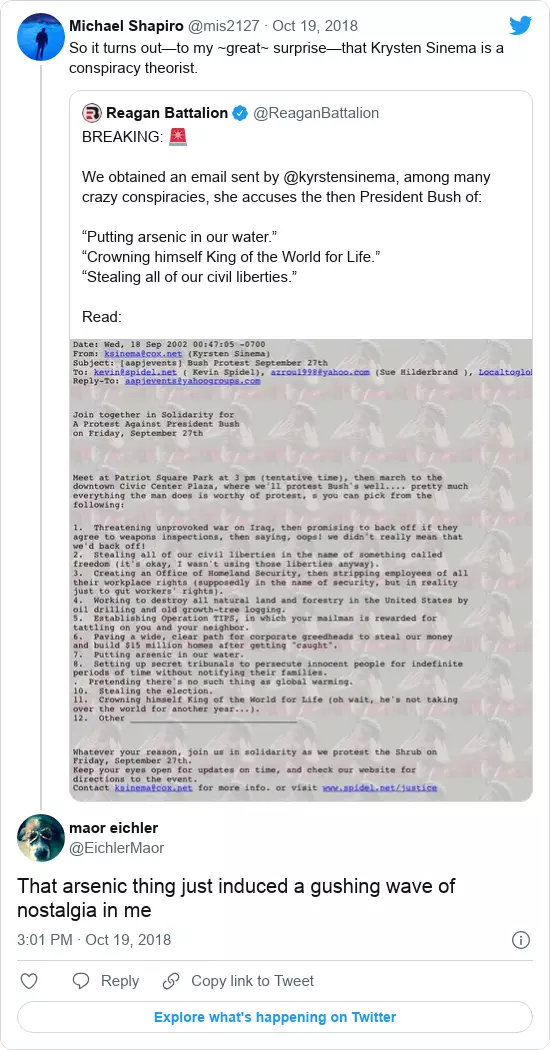 Michael Shapiro @mis2127 · Oct 19, 2018
So it turns out—to my ~great~ surprise—that Krysten Sinema is a
conspiracy theorist.
Reagan Battalion @ReaganBattalion
BREAKING:
We obtained an email sent by @kyrstensinema, among many
crazy conspiracies, she accuses the then President Bush of:
“Putting arsenic in our water.”
“Crowning himself King of the World for Life.”
“Stealing all of our civil liberties.”
Read:
Date: Wed, 18 Sep 2002 00:47:05 -0700
From: ksinema@cox.net (Kyrsten Sinema)
Subject: [aapjevents] Bush Protest September 27th
To: kevin@spidel.net ( Kevin Spidel), azroul998@yahoo.com (Sue Hilderbrand ), Localtoglo
Reply-To: aapjevents@yahoogroups.com
Join together in Solidarity for
A Protest Against President Bush
on Friday, September 27th
Meet at Patriot Square Park at 3 pm (tentative time), then march to the
downtown Civic Center Plaza, where we'll protest Bush's well.... pretty much
everything the man does is worthy of protest, s you can pick from the
following:
1. Threatening unprovoked war on Iraq, then promising to back off if they
agree to weapons inspections, then saying, oops! we didn't really mean that
we'd back off!
2. Stealing all of our civil liberties in the name of something called
freedom (it's okay, I wasn't using those liberties anyway).
3. Creating an Office of Homeland Security, then stripping employees of all
their workplace rights (supposedly in the name of security, but in reality
just to gut workers' rights).
4. Working to destroy all natural land and forestry in the United States by
oil drilling and old growth-tree logging.
5. Establishing Operation TIPS, in which your mailman is rewarded for
tattling on you and your neighbor.
6. Paving a wide, clear path for corporate greedheads to steal our money
and build $15 million homes after getting "caught".
7. Putting arsenic in our water.
8. Setting up secret tribunals to persecute innocent people for indefinite
periods of time without notifying their families.
. Pretending there's no such thing as global warming.
10. Stealing the election.
11. Crowning himself King of the World for Life (oh wait, he's not taking
over the world for another year...).
12. Other ____________________
Whatever your reason, join us in solidarity as we protest the Shrub on
Friday, September 27th.
Keep your eyes open for updates on time, and check our website for
directions to the event.
Contact ksinema@cox.net for more info. or visit www.spidel.net/justice
maor eichler
@EichlerMaor
That arsenic thing just induced a gushing wave of
nostalgia in me
3:01 PM · Oct 19, 2018
Reply Copy link to Tweet
Explore what's happening on Twitter